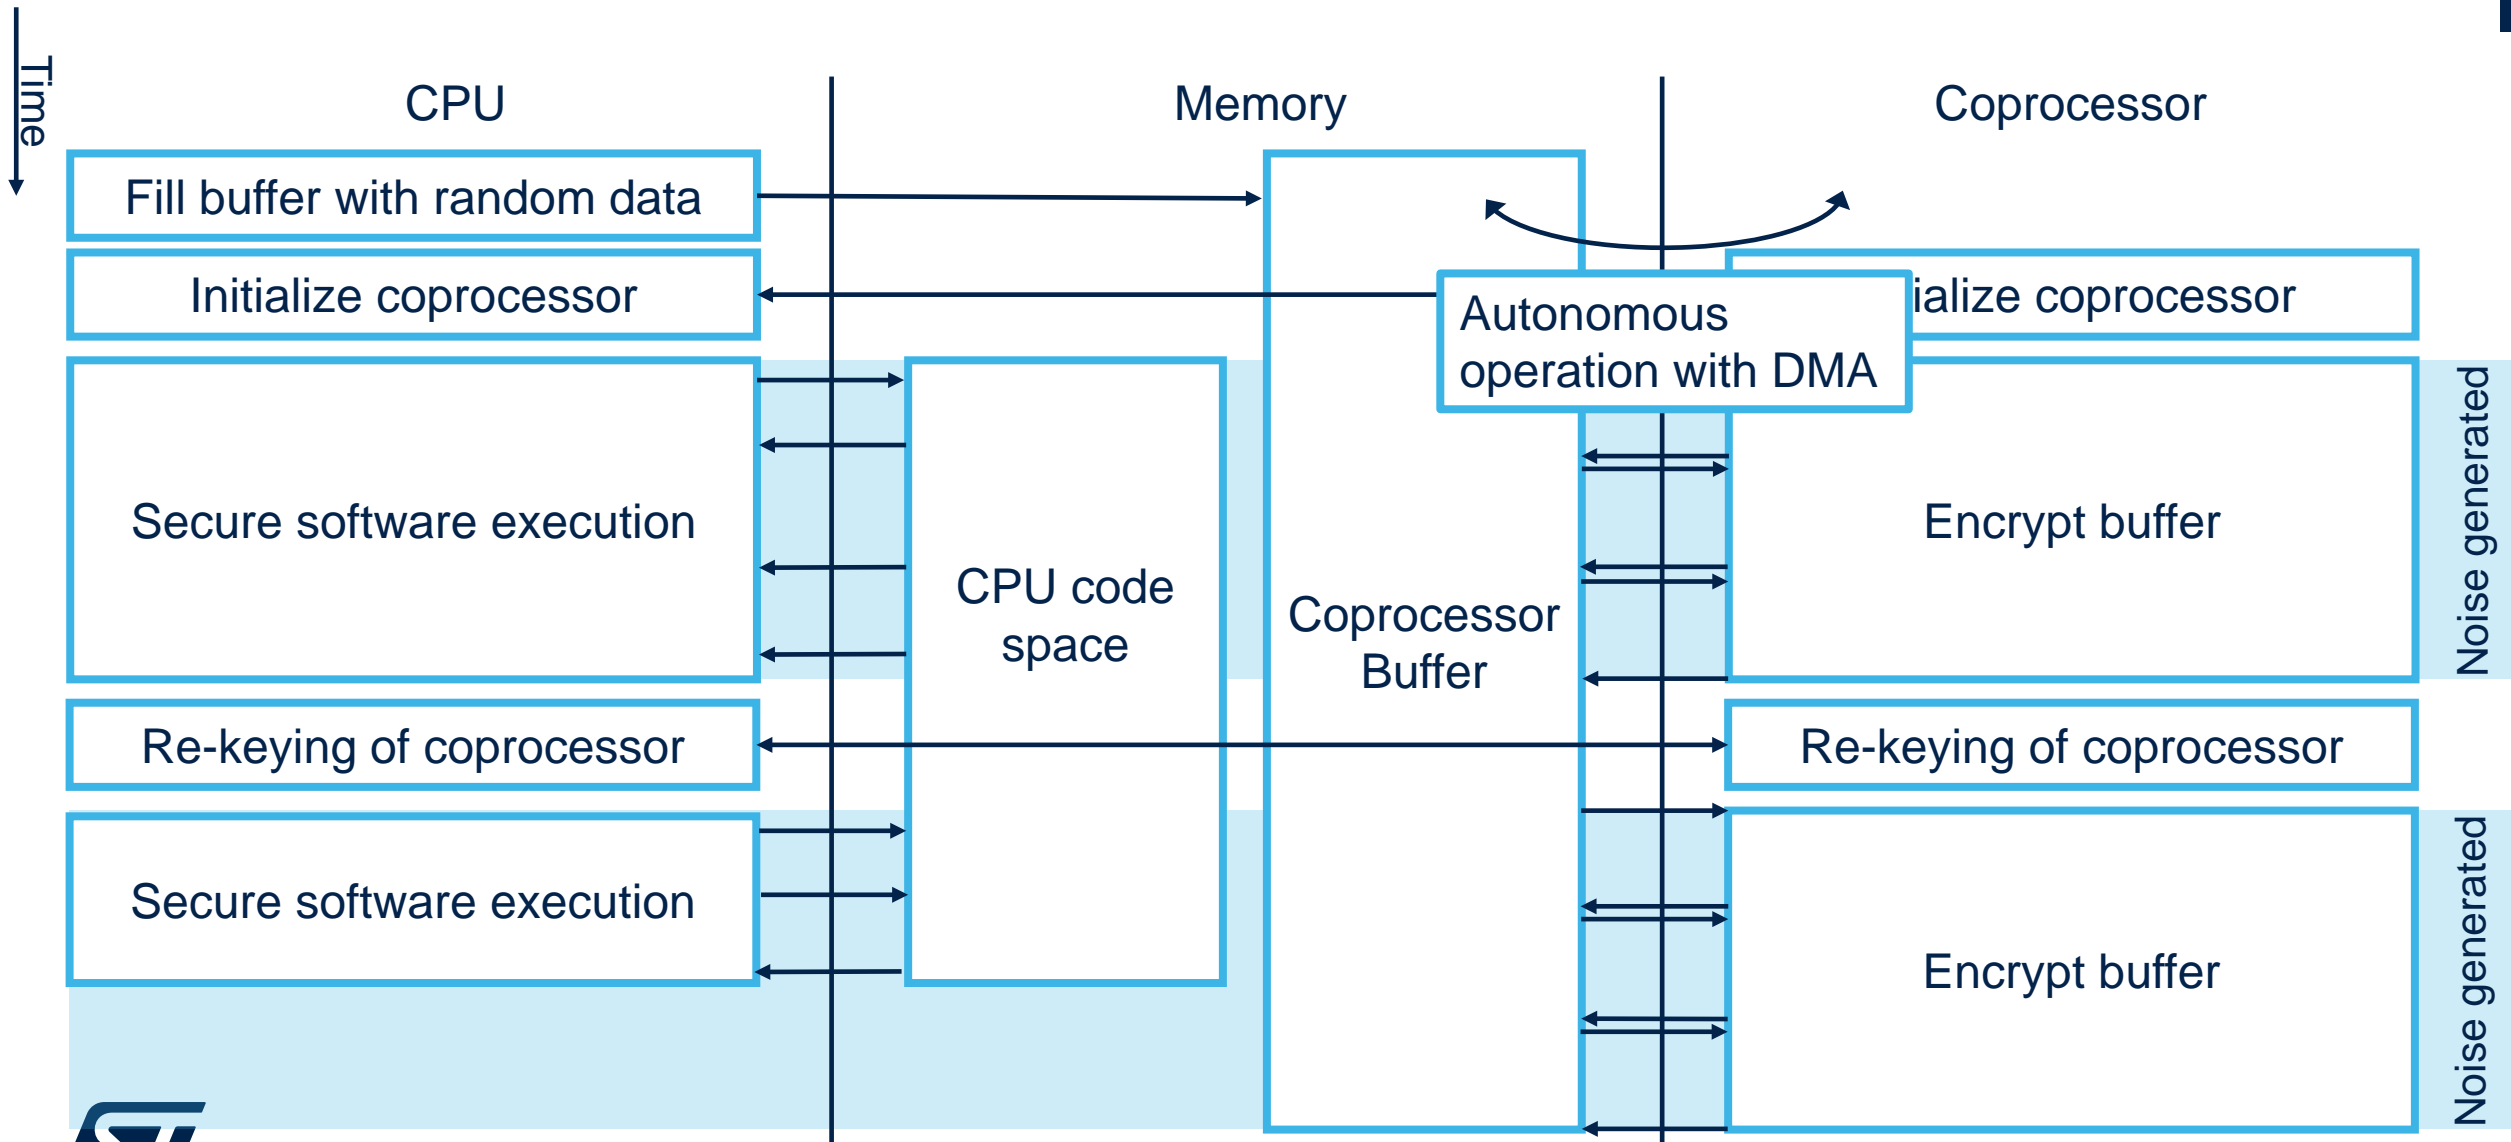 Time
CPU
Memory
Coprocessor
Fill buffer with random data
Initialize coprocessor
ialize coprocessor
Autonomous
operation with DMA
Secure software execution
CPU code
space
Coprocessor
Buffer
Encrypt buffer
Noise generated
Re-keying of coprocessor
Re-keying of coprocessor
Secure software execution
Encrypt buffer
Noise generated